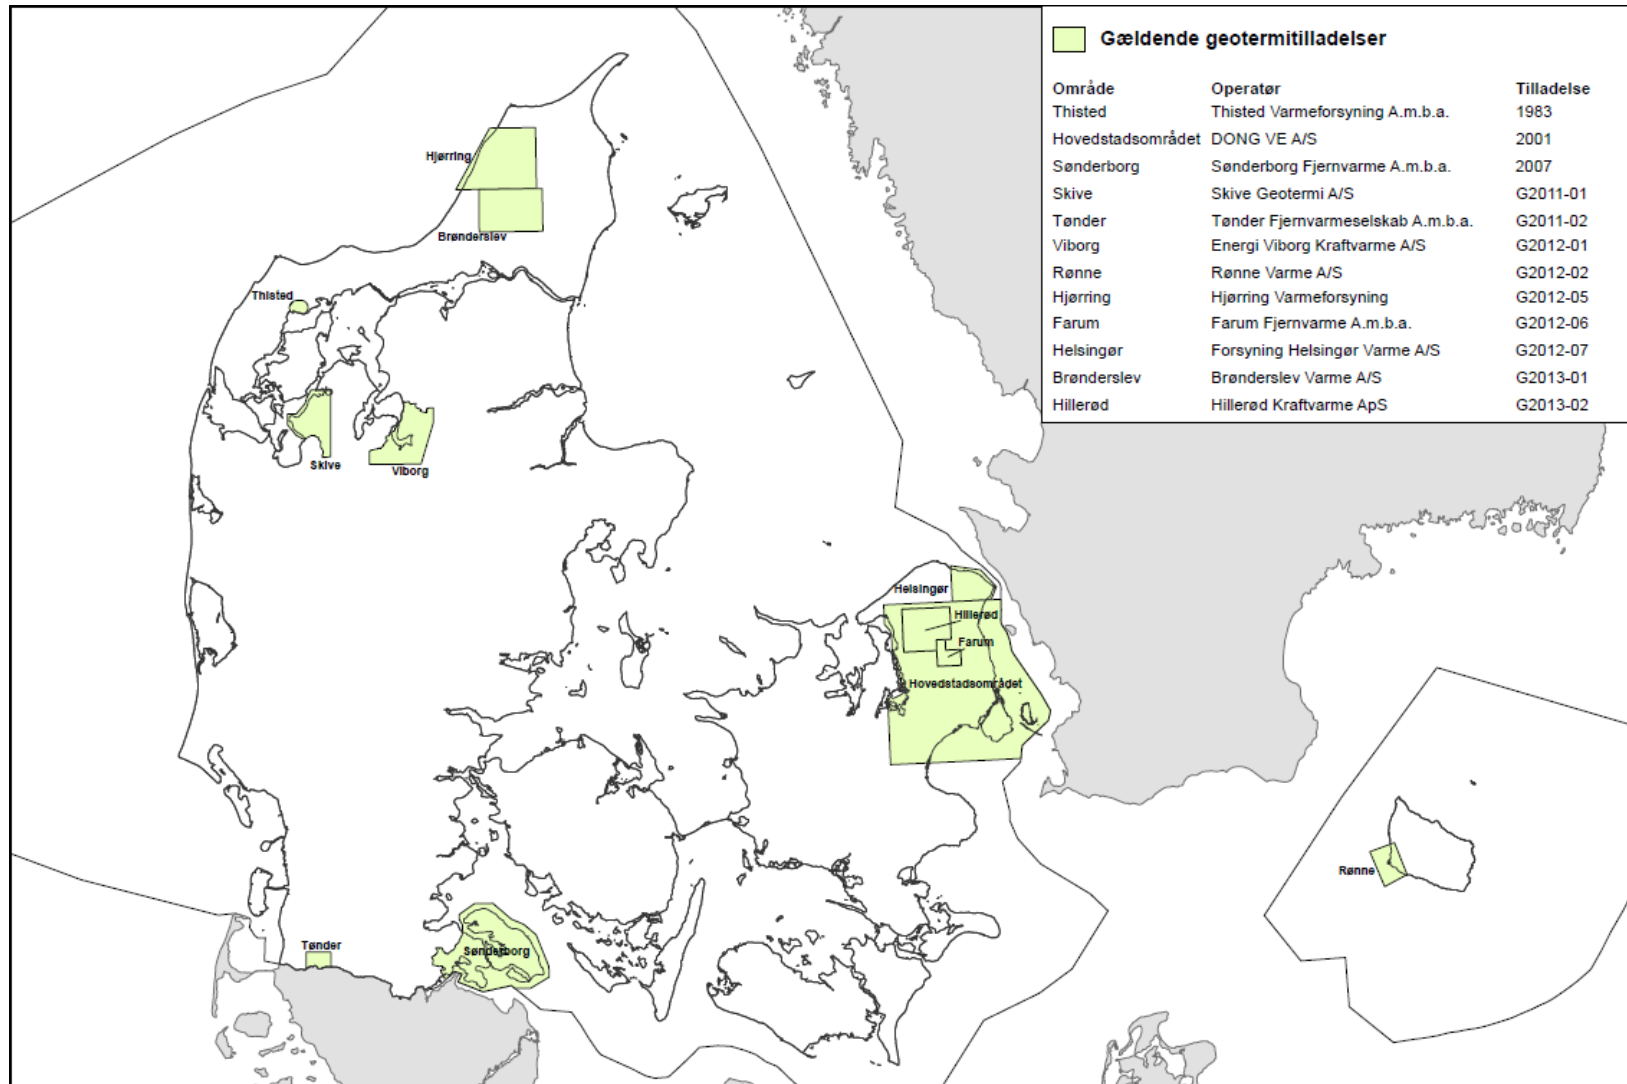 Gældende geotermitilladelser
Område Operatør Tilladelse
Thisted Thisted Varmeforsyning A.m.b.a. 1983
Hovedstadsområdet DONG VE A/S 2001
Sønderborg Sønderborg Fjernvarme A.m.b.a. 2007
Skive Skive Geotermi A/S G2011-01
Tønder Tønder Fjernvarmeselskab A.m.b.a. G2011-02
Viborg Energi Viborg Kraftvarme A/S G2012-01
Rønne Rønne Varme A/S G2012-02
Hjørring Hjørring Varmeforsyning G2012-05
Farum Farum Fjernvarme A.m.b.a. G2012-06
Helsingør Forsyning Helsingør Varme A/S G2012-07
Brønderslev Brønderslev Varme A/S G2013-01
Hillerød Hillerød Kraftvarme ApS G2013-02
Hjørring
Brønderslev
Thisted
Skive
Viborg
Helsingør
Hillerød
Farum
Hovedstadsområdet
Rønne
Tønder
Sønderborg